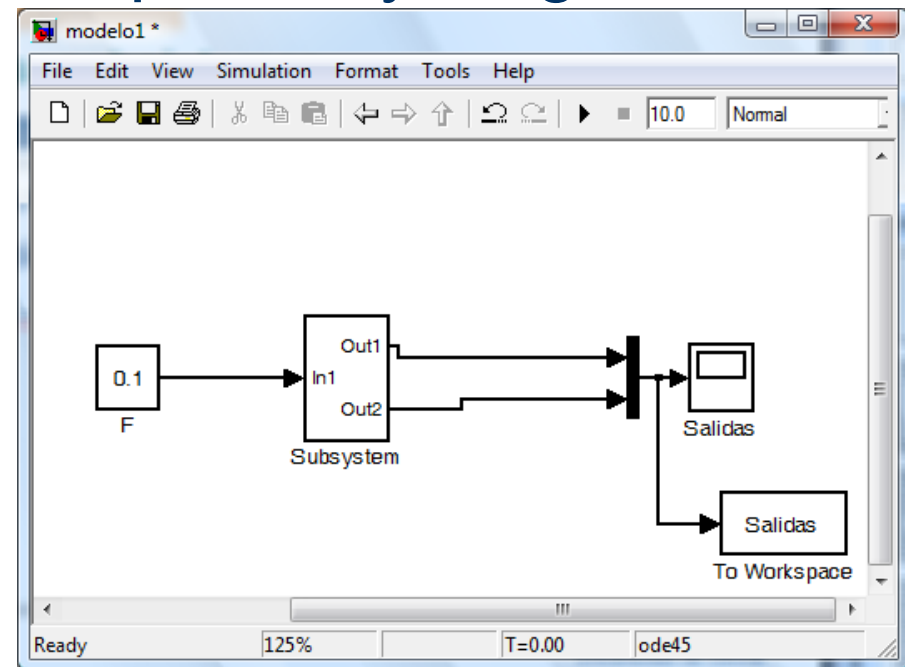 modelo1 *
File Edit View Simulation Format Tools Help
10.0 Normal
Out1
0.1
In1
Out2
F
Subsystem
Salidas
Salidas
To Workspace
Ready 125% T=0.00 ode45